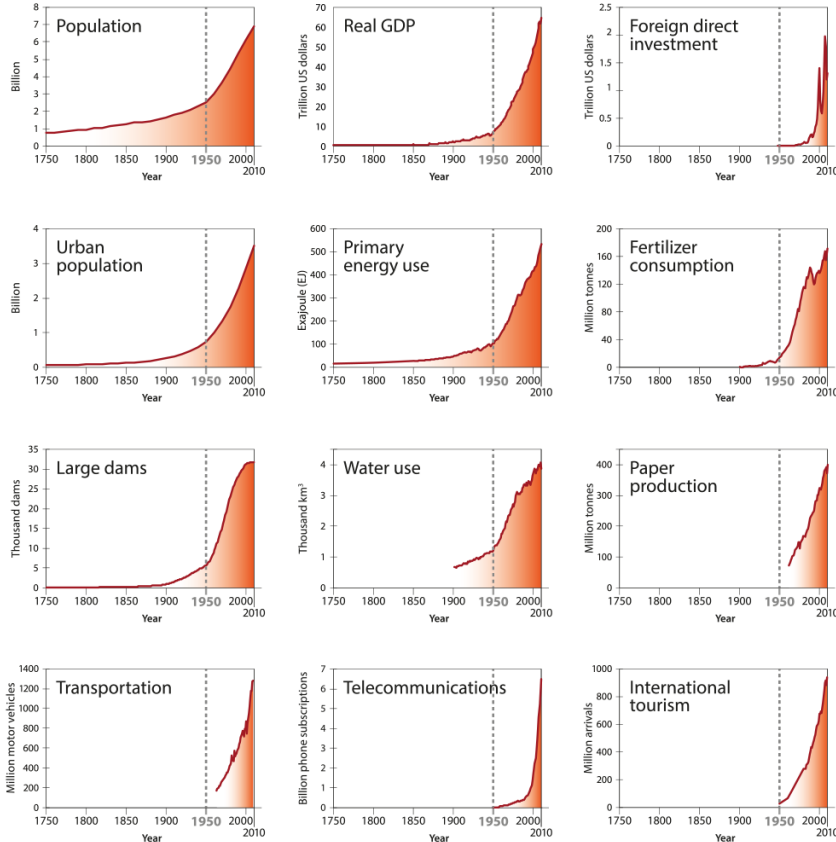 Population
Billion
8
7
6
5
4
3
2
1
0
1750 1800 1850 1900 1950 2000
2010
Year
Real GDP
Trillion US dollars
70
60
50
40
30
20
10
0
1750 1800 1850 1900 1950 2000
2010
Year
Foreign direct
investment
Trillion US dollars
2.5
2
1.5
1
0.5
0
1750 1800 1850 1900 1950 2000
2010
Year
Urban
population
Billion
4
3
2
1
0
1750 1800 1850 1900 1950 2000
2010
Year
Primary
energy use
Exajoule (EJ)
600
500
400
300
200
100
0
1750 1800 1850 1900 1950 2000
2010
Year
Fertilizer
consumption
Million tonnes
200
160
120
80
40
0
1750 1800 1850 1900 1950 2000
2010
Year
Large dams
Thousand dams
35
30
25
20
15
10
5
0
1750 1800 1850 1900 1950 2000
2010
Year
Water use
Thousand km³
4
3
2
1
0
1750 1800 1850 1900 1950 2000
2010
Year
Paper
production
Million tonnes
400
300
200
100
0
1750 1800 1850 1900 1950 2000
2010
Year
Transportation
Million motor vehicles
1400
1200
1000
800
600
400
200
0
1750 1800 1850 1900 1950 2000
2010
Year
Telecommunications
Billion phone subscriptions
7
6
5
4
3
2
1
0
1750 1800 1850 1900 1950 2000
2010
Year
International
tourism
Million arrivals
1000
800
600
400
200
0
1750 1800 1850 1900 1950 2000
2010
Year